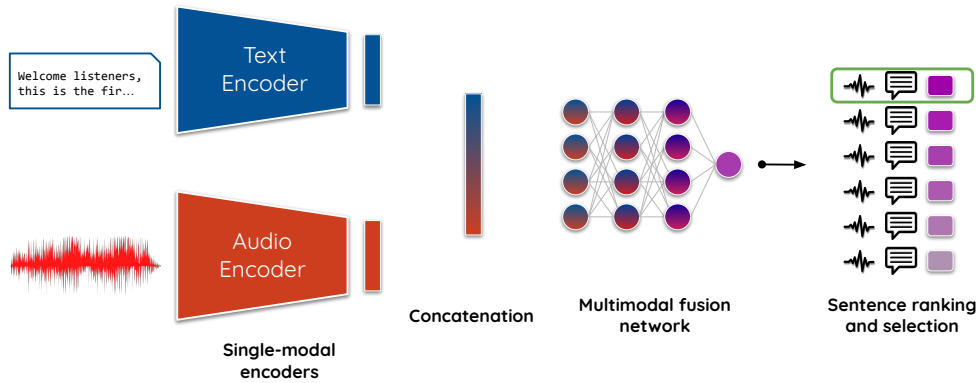 Welcome listeners,
this is the fir...
Text
Encoder
Audio
Encoder
Single-modal
encoders
Concatenation
Multimodal fusion
network
Sentence ranking
and selection